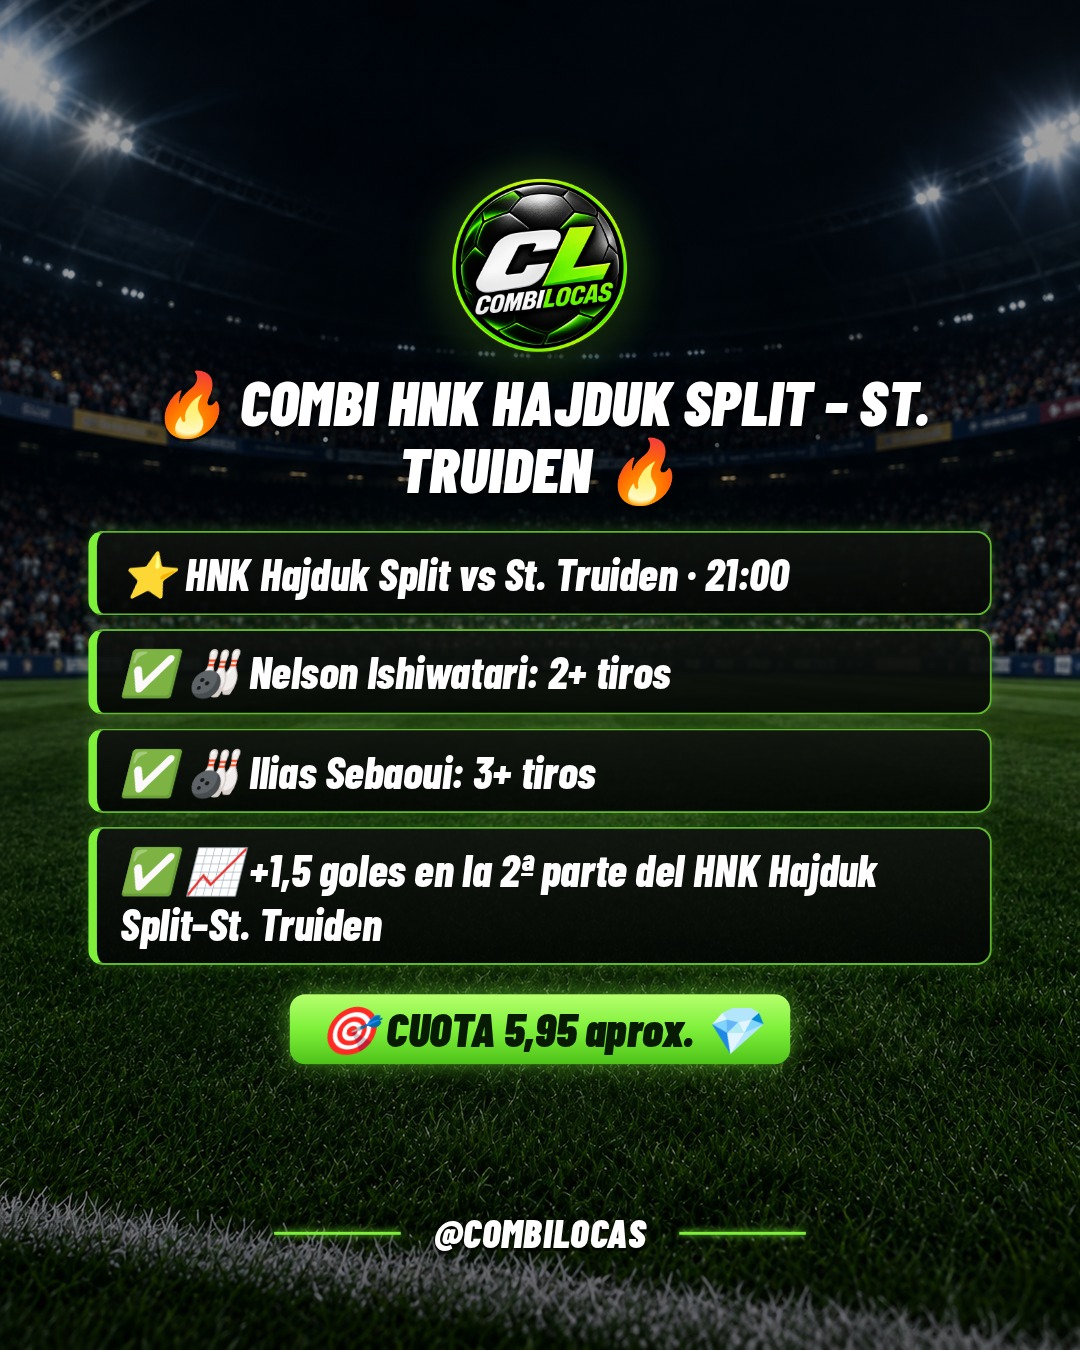 CL
COMBILOCAS
🔥 COMBI HNK HAJDUK SPLIT – ST.
TRUIDEN 🔥
⭐ HNK Hajduk Split vs St. Truiden · 21:00
✅ 🎳 Nelson Ishiwatari: 2+ tiros
✅ 🎳 Ilias Sebaoui: 3+ tiros
✅ 📈 +1,5 goles en la 2ª parte del HNK Hajduk
Split–St. Truiden
🎯 CUOTA 5,95 aprox. 💎
@COMBILOCAS